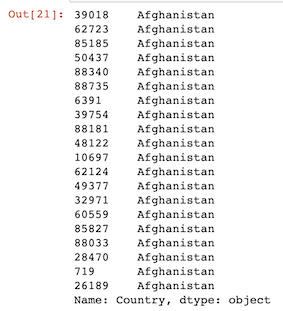 Out[21]: 39018 Afghanistan
62723 Afghanistan
85185 Afghanistan
50437 Afghanistan
88340 Afghanistan
88735 Afghanistan
6391 Afghanistan
39754 Afghanistan
88181 Afghanistan
48122 Afghanistan
10697 Afghanistan
62124 Afghanistan
49377 Afghanistan
32971 Afghanistan
60559 Afghanistan
85827 Afghanistan
88033 Afghanistan
28470 Afghanistan
719 Afghanistan
26189 Afghanistan
Name: Country, dtype: object